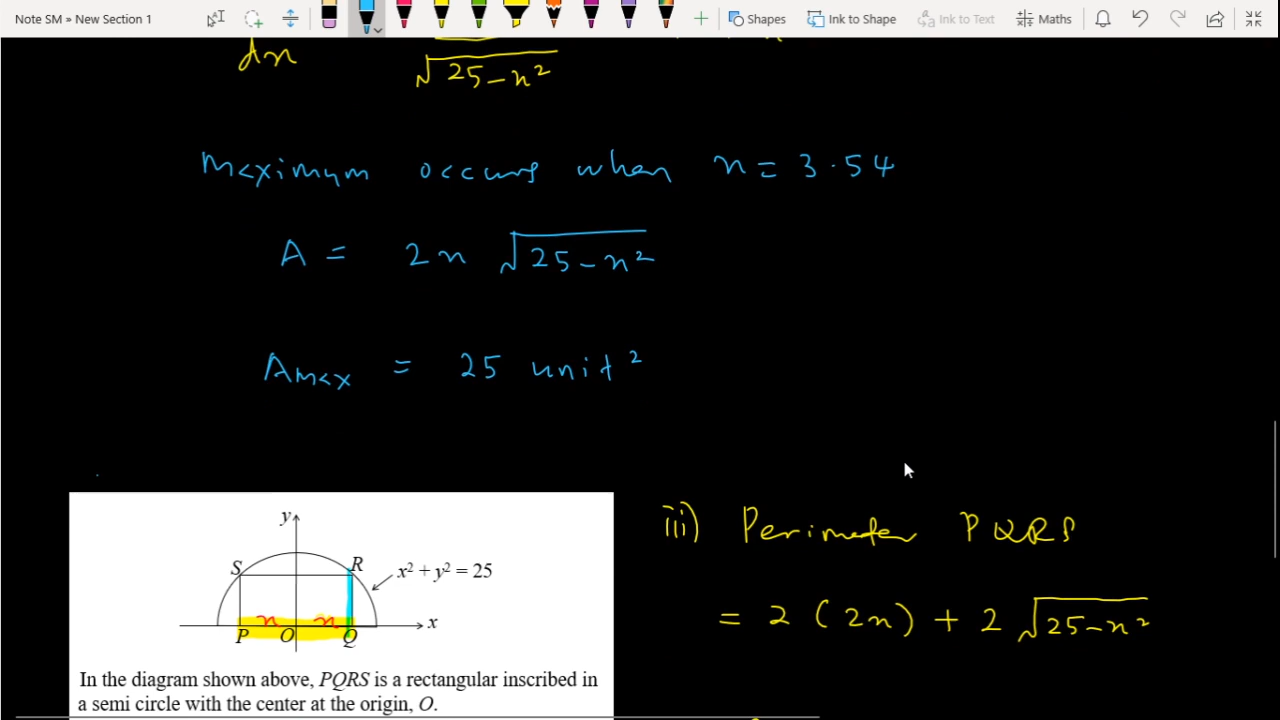 Note SM » New Section 1
Shapes Ink to Shape Ink to Text Maths
dx √25-x²
Maximum occurs when x = 3.54
A = 2x √25-x²
Amax = 25 unit²
y
S R x² + y² = 25
x x
P O Q x
In the diagram shown above, PQRS is a rectangular inscribed in
a semi circle with the center at the origin, O.
iii) Perimeter PQRS
= 2 (2x) + 2 √25-x²